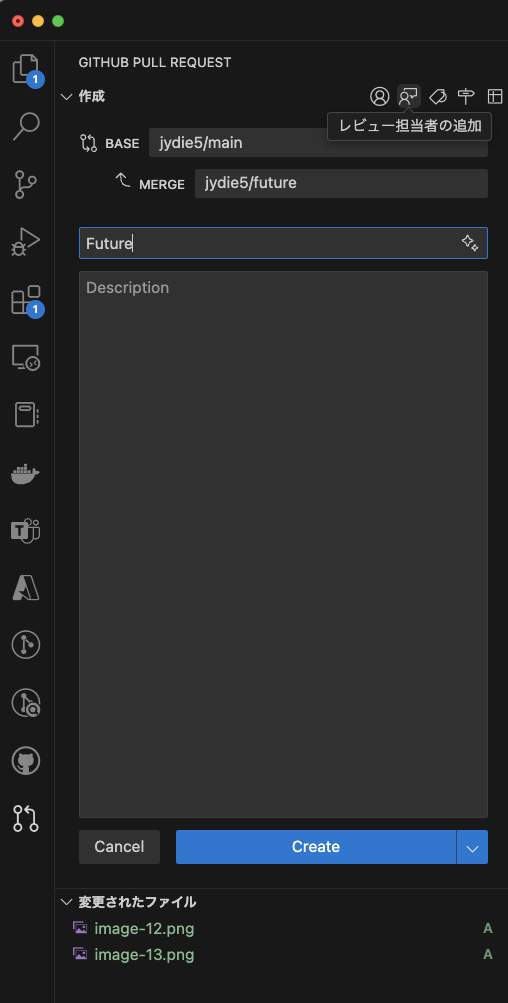 GITHUB PULL REQUEST
作成
レビュー担当者の追加
BASE jydie5/main
MERGE jydie5/future
Future
Description
Cancel Create
変更されたファイル
image-12.png A
image-13.png A
1
1
T